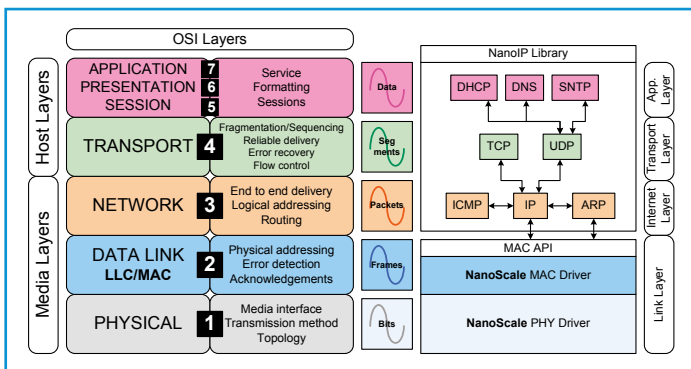 OSI Layers
Host Layers
Media Layers
APPLICATION
PRESENTATION
SESSION
7
6
5
Service
Formatting
Sessions
Data
TRANSPORT
4
Fragmentation/Sequencing
Reliable delivery
Error recovery
Flow control
Seg
ments
NETWORK
3
End to end delivery
Logical addressing
Routing
Packets
DATA LINK
LLC/MAC
2
Physical addressing
Error detection
Acknowledgements
Frames
PHYSICAL
1
Media interface
Transmission method
Topology
Bits
NanoIP Library
DHCP
DNS
SNTP
TCP
UDP
ICMP
IP
ARP
MAC API
NanoScale MAC Driver
NanoScale PHY Driver
App.
Layer
Transport Layer
Internet Layer
Link Layer